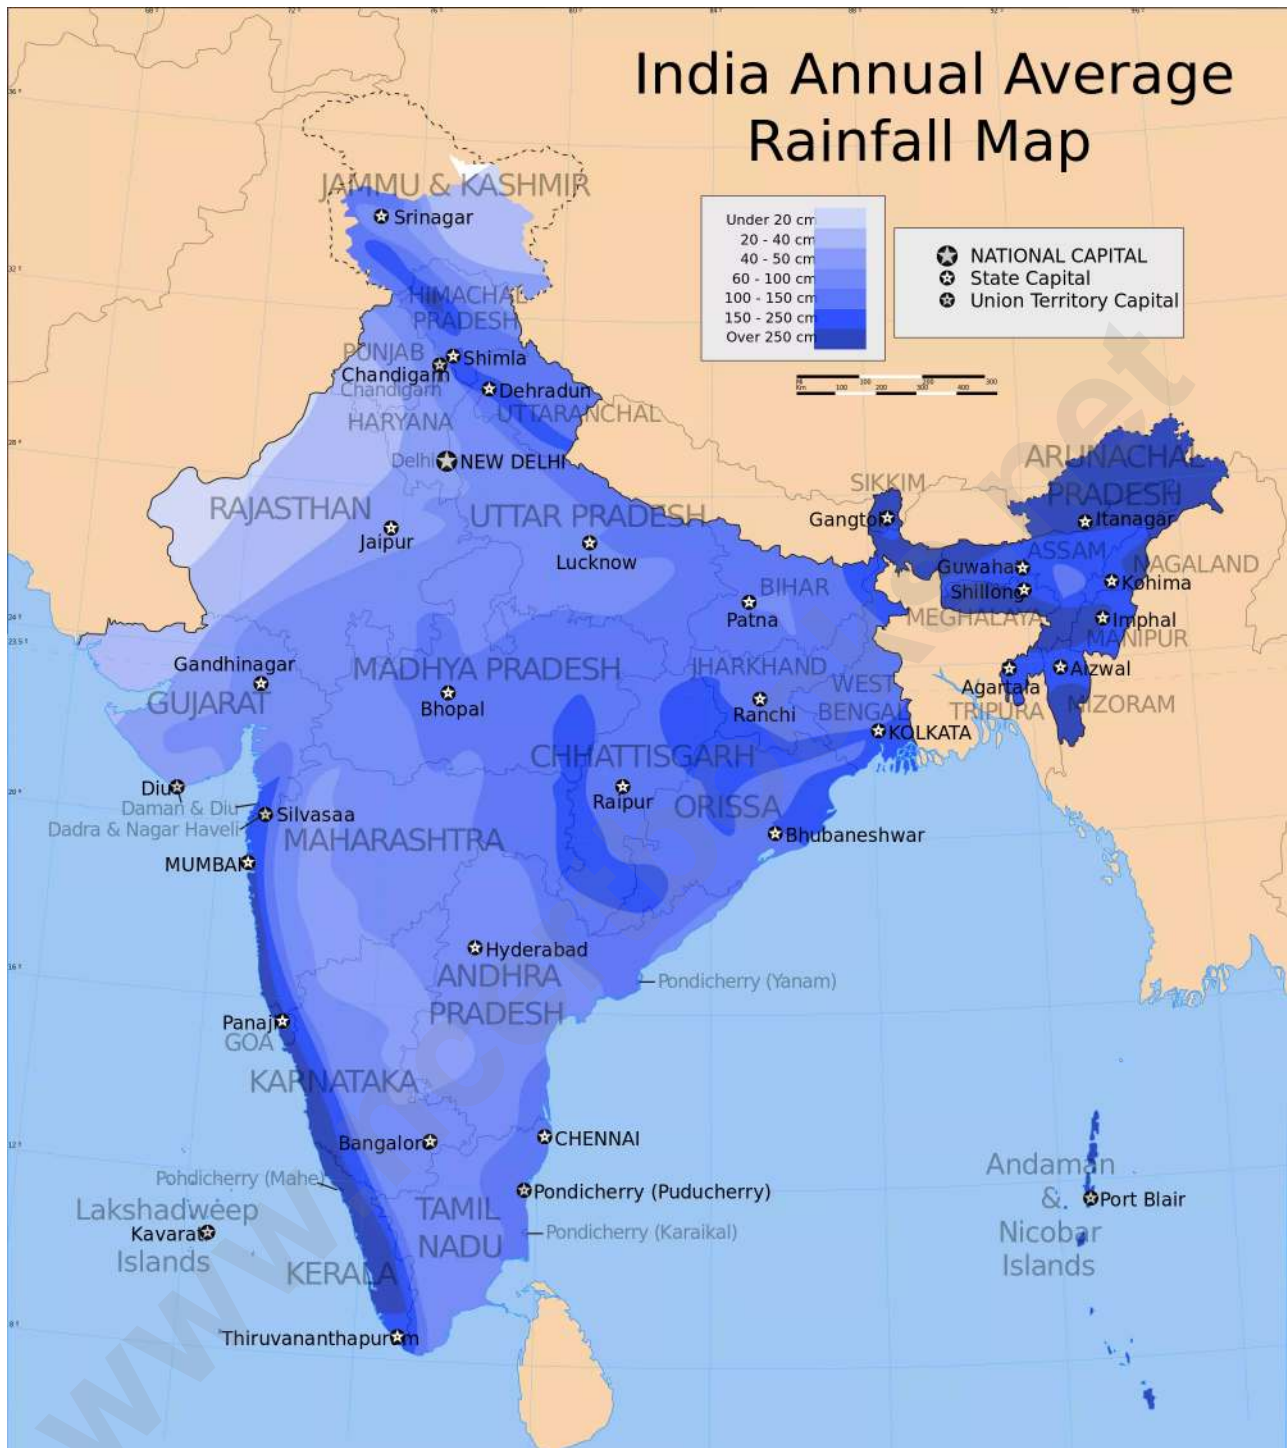 India Annual Average
Rainfall Map
Under 20 cm
20 - 40 cm
40 - 50 cm
60 - 100 cm
100 - 150 cm
150 - 250 cm
Over 250 cm
NATIONAL CAPITAL
State Capital
Union Territory Capital
JAMMU & KASHMIR
Srinagar
HIMACHAL
PRADESH
PUNJAB
Shimla
Chandigarh
Chandigarh
Dehradun
UTTARANCHAL
HARYANA
Delhi
NEW DELHI
RAJASTHAN
Jaipur
UTTAR PRADESH
Lucknow
SIKKIM
Gangtok
ARUNACHAL
PRADESH
Itanagar
ASSAM
NAGALAND
Guwahati
Kohima
Shillong
MEGHALAYA
Imphal
MANIPUR
BIHAR
Patna
Aizwal
Agartala
TRIPURA
MIZORAM
Gandhinagar
GUJARAT
MADHYA PRADESH
Bhopal
JHARKHAND
Ranchi
WEST
BENGAL
KOLKATA
CHHATTISGARH
Raipur
ORISSA
Bhubaneshwar
Diu
Daman & Diu
Dadra & Nagar Haveli
Silvasaa
MAHARASHTRA
MUMBAI
Hyderabad
ANDHRA
PRADESH
Pondicherry (Yanam)
Panaji
GOA
KARNATAKA
Bangalore
CHENNAI
Pondicherry (Mahe)
Pondicherry (Puducherry)
Lakshadweep
Kavarati
Islands
TAMIL
NADU
Pondicherry (Karaikal)
KERALA
Thiruvananthapuram
Andaman
&
Port Blair
Nicobar
Islands